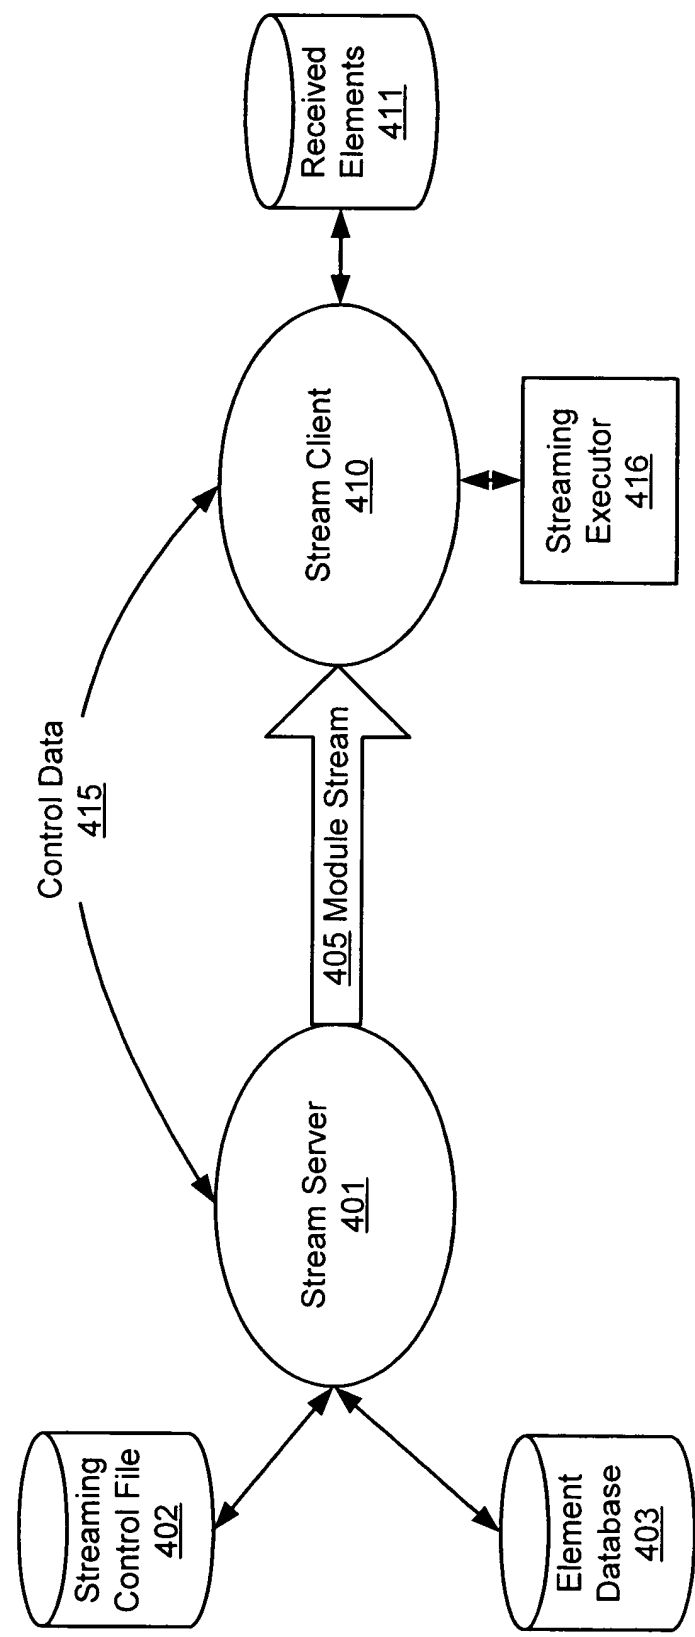 Control Data
415
Streaming
Control File
402
Element
Database
403
Stream Server
401
405 Module Stream
Stream Client
410
Streaming
Executor
416
Received
Elements
411